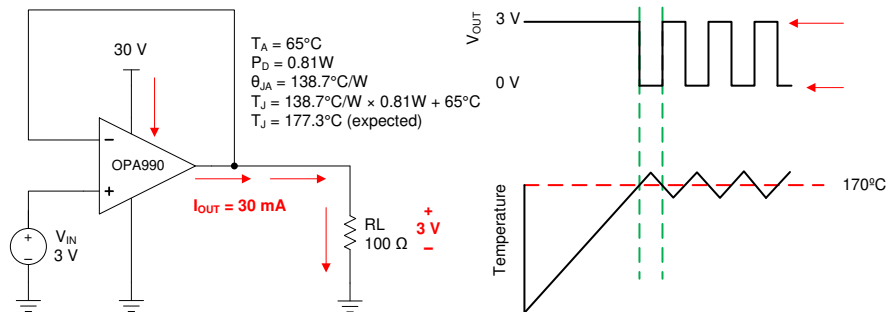 30 V
T_A = 65°C
P_D = 0.81W
θ_JA = 138.7°C/W
T_J = 138.7°C/W × 0.81W + 65°C
T_J = 177.3°C (expected)
–
OPA990
+
I_OUT = 30 mA
+
–
V_IN
3 V
RL
100 Ω
+
3 V
–
V_OUT
3 V
0 V
Temperature
170ºC